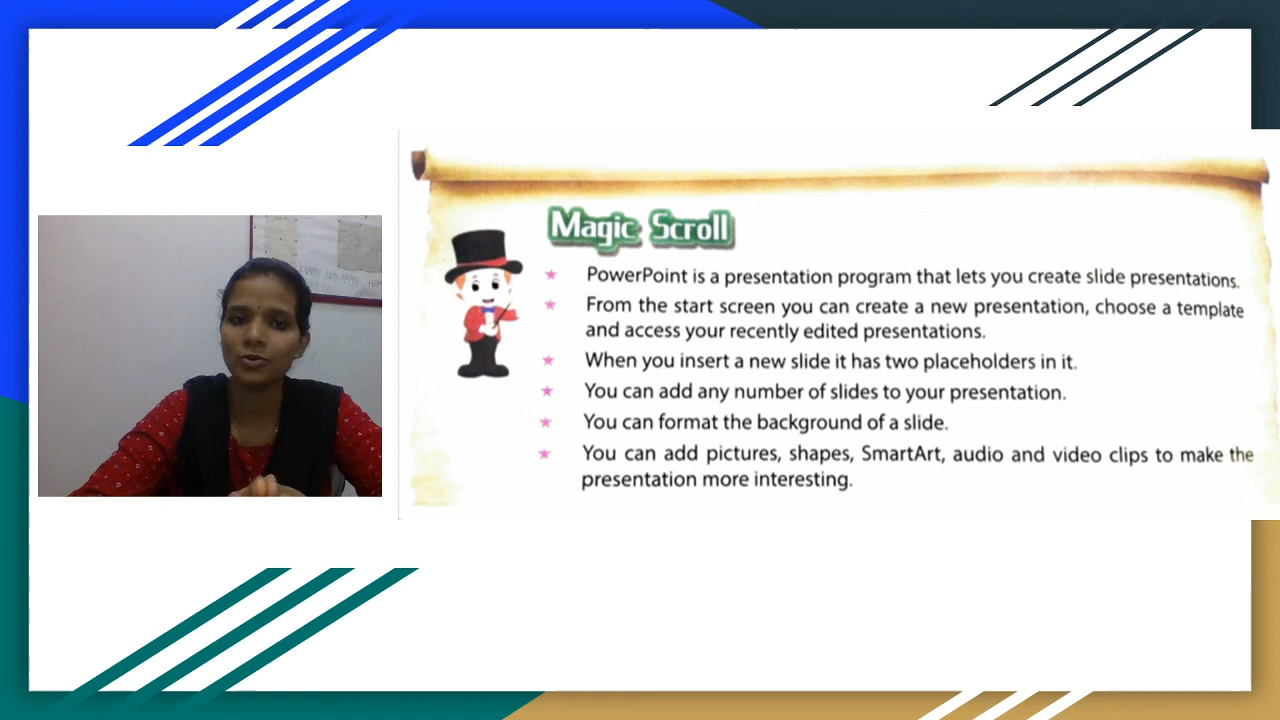 Magic Scroll
PowerPoint is a presentation program that lets you create slide presentations.
From the start screen you can create a new presentation, choose a template
and access your recently edited presentations.
When you insert a new slide it has two placeholders in it.
You can add any number of slides to your presentation.
You can format the background of a slide.
You can add pictures, shapes, SmartArt, audio and video clips to make the
presentation more interesting.